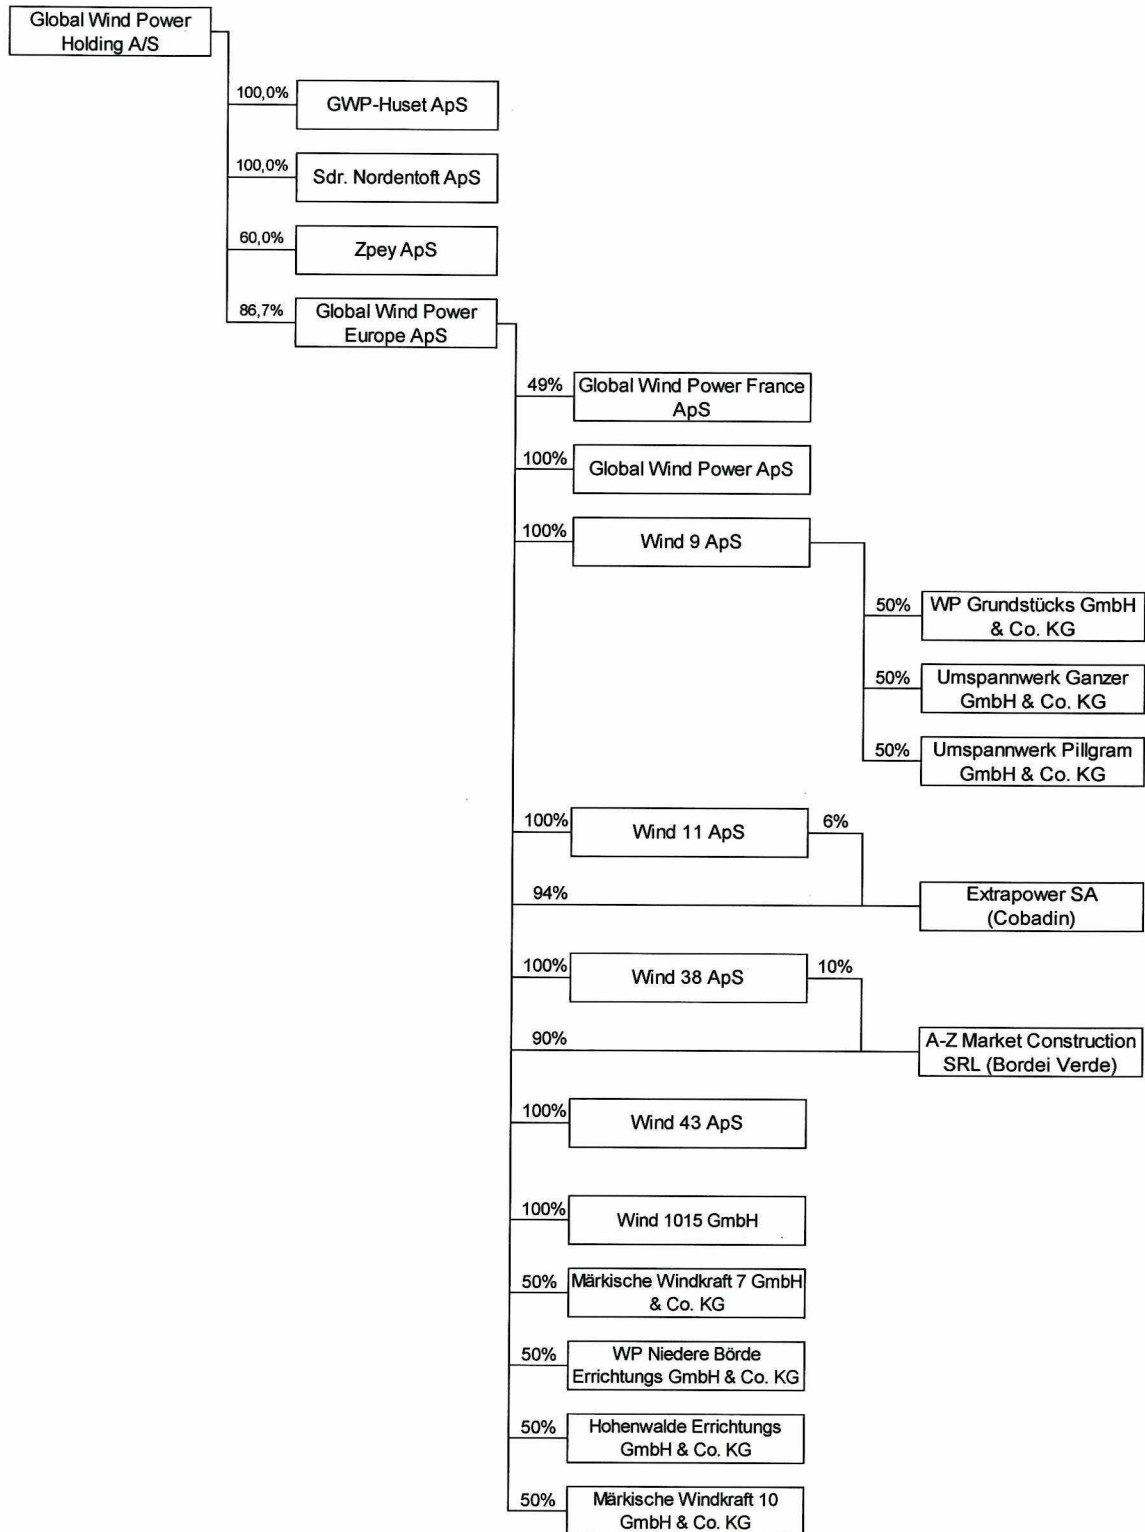 Global Wind Power
Holding A/S
100,0%
GWP-Huset ApS
100,0%
Sdr. Nordentoft ApS
60,0%
Zpey ApS
86,7%
Global Wind Power
Europe ApS
49%
Global Wind Power France
ApS
100%
Global Wind Power ApS
100%
Wind 9 ApS
50%
WP Grundstücks GmbH
& Co. KG
50%
Umspannwerk Ganzer
GmbH & Co. KG
50%
Umspannwerk Pillgram
GmbH & Co. KG
100%
Wind 11 ApS
6%
94%
Extrapower SA
(Cobadin)
100%
Wind 38 ApS
10%
90%
A-Z Market Construction
SRL (Bordei Verde)
100%
Wind 43 ApS
100%
Wind 1015 GmbH
50%
Märkische Windkraft 7 GmbH
& Co. KG
50%
WP Niedere Börde
Errichtungs GmbH & Co. KG
50%
Hohenwalde Errichtungs
GmbH & Co. KG
50%
Märkische Windkraft 10
GmbH & Co. KG